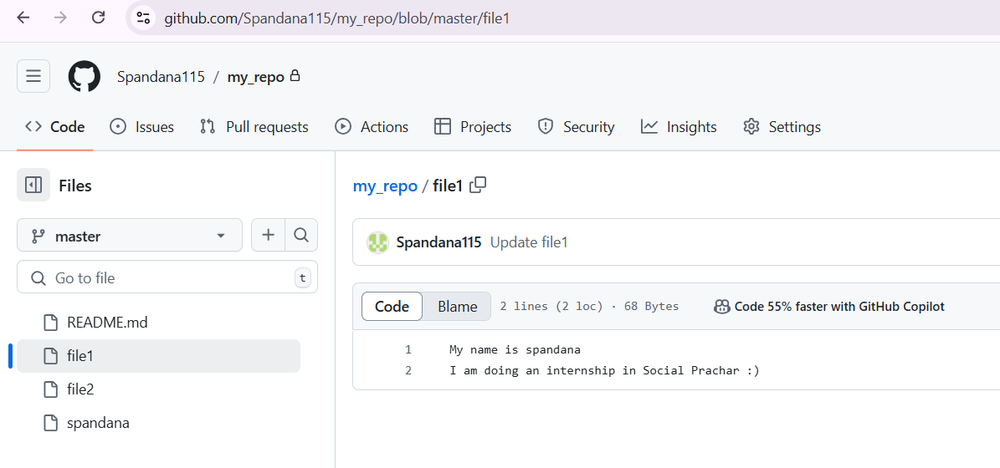 github.com/Spandana115/my_repo/blob/master/file1
Spandana115 / my_repo
Code Issues Pull requests Actions Projects Security Insights Settings
Files
master
Go to file t
README.md
file1
file2
spandana
my_repo / file1
Spandana115 Update file1
Code Blame 2 lines (2 loc) · 68 Bytes Code 55% faster with GitHub Copilot
1 My name is spandana
2 I am doing an internship in Social Prachar :)